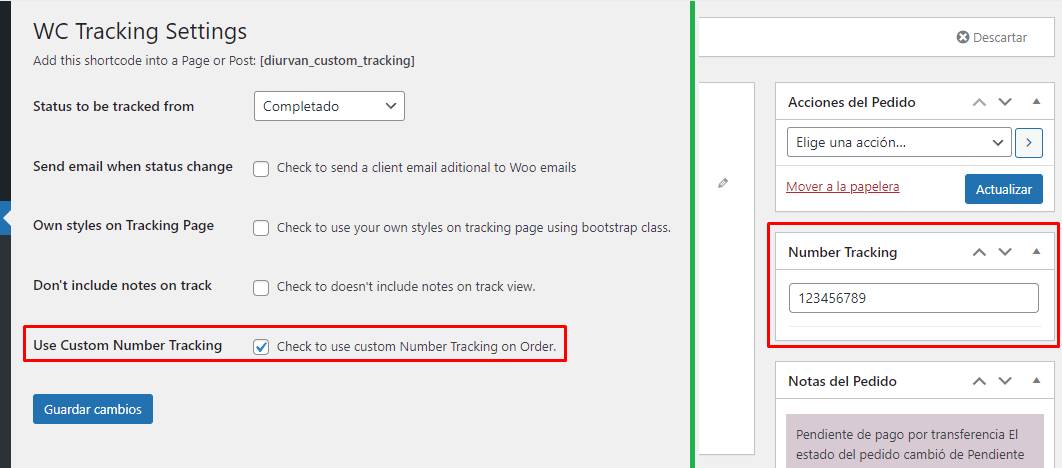 WC Tracking Settings
Add this shortcode into a Page or Post: [diurvan_custom_tracking]
Status to be tracked from
Completado
Send email when status change
Check to send a client email aditional to Woo emails
Own styles on Tracking Page
Check to use your own styles on tracking page using bootstrap class.
Don't include notes on track
Check to doesn't include notes on track view.
Use Custom Number Tracking
Check to use custom Number Tracking on Order.
Guardar cambios
Descartar
Acciones del Pedido
Elige una acción...
Mover a la papelera
Actualizar
Number Tracking
123456789
Notas del Pedido
Pendiente de pago por transferencia El
estado del pedido cambió de Pendiente